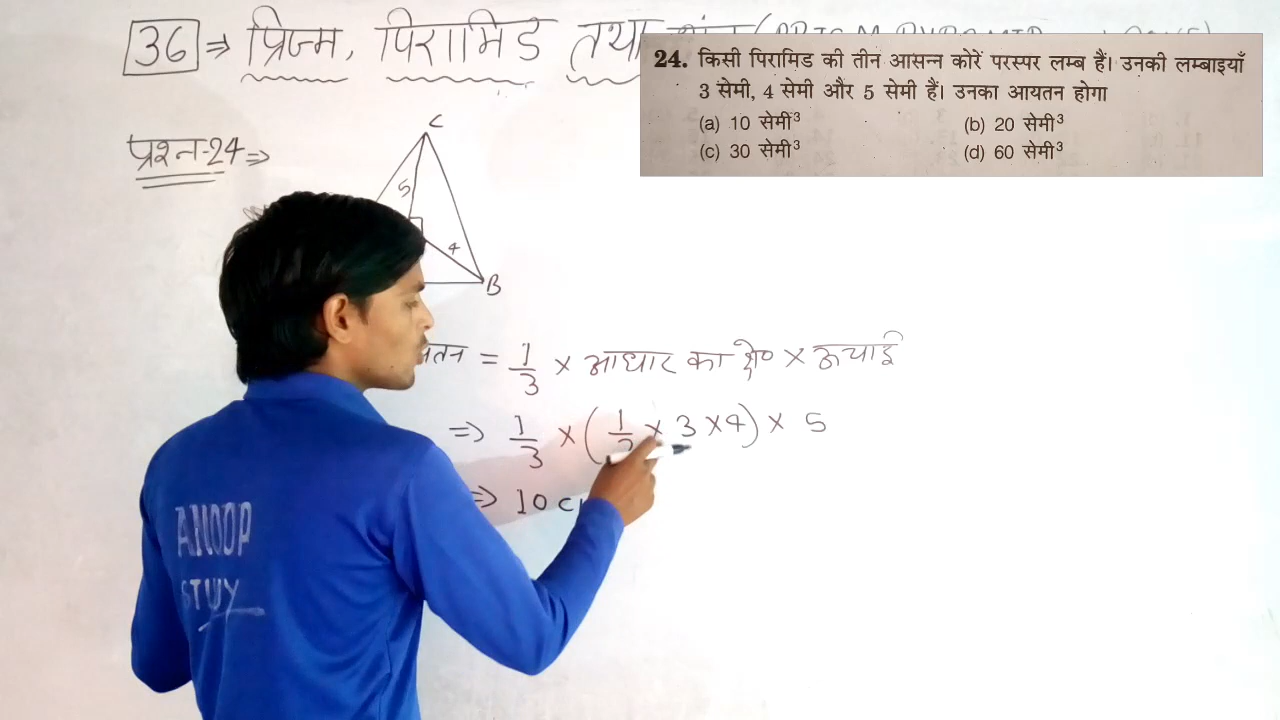 36 ⇒ प्रिज्म, पिरामिड तथा
24. किसी पिरामिड की तीन आसन्न कोरें परस्पर लम्ब हैं। उनकी लम्बाइयाँ
3 सेमी, 4 सेमी और 5 सेमी हैं। उनका आयतन होगा
(a) 10 सेमी³ (b) 20 सेमी³
(c) 30 सेमी³ (d) 60 सेमी³
प्रश्न-24 ⇒
C
5
4
B
= 1/3 × आधार का क्षे० × ऊचाई
⇒ 1/3 × (1/2 × 3 × 4) × 5
⇒ 10
ANOOP
STUDY